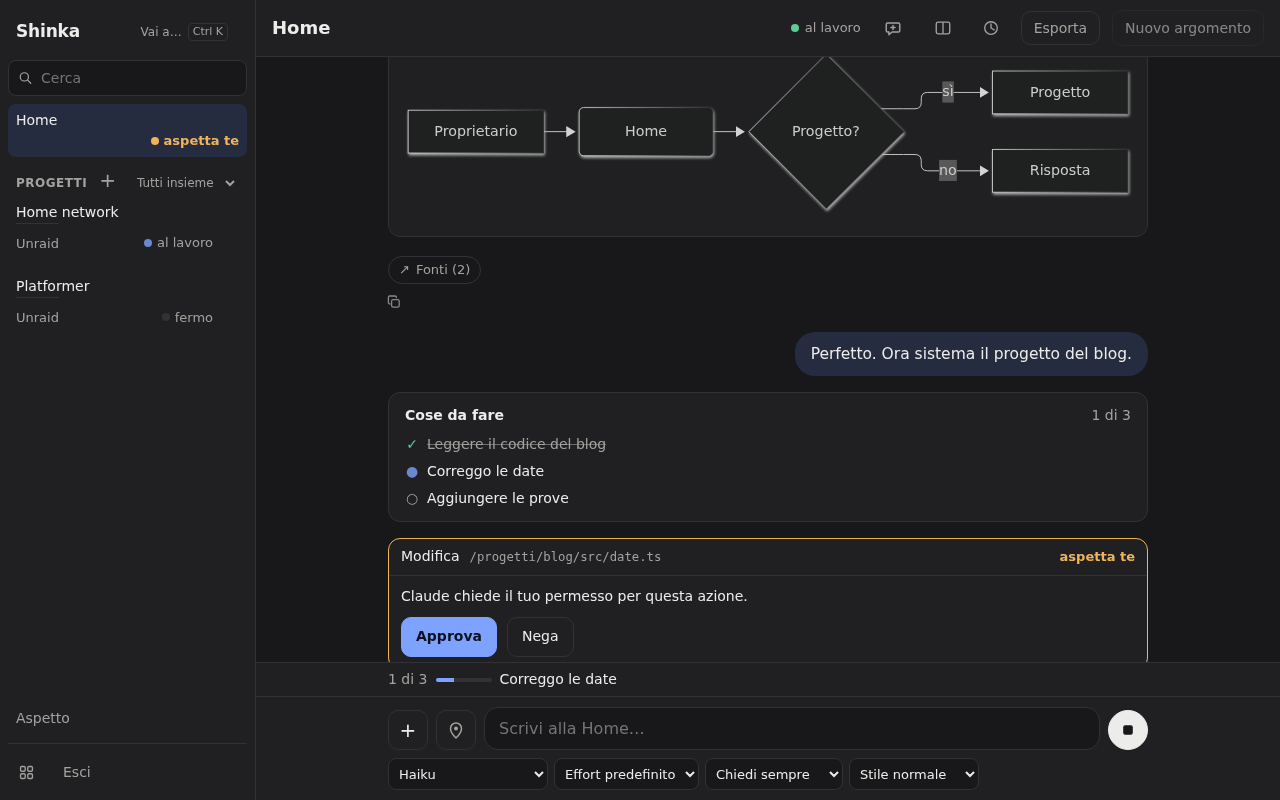 Shinka
Vai a… Ctrl K
Cerca
Home
aspetta te
PROGETTI
Tutti insieme
Home network
Unraid al lavoro
Platformer
Unraid fermo
Aspetto
Esci
Home
al lavoro
Esporta
Nuovo argomento
Proprietario
Home
Progetto?
sì
Progetto
no
Risposta
Fonti (2)
Perfetto. Ora sistema il progetto del blog.
Cose da fare 1 di 3
Leggere il codice del blog
Correggo le date
Aggiungere le prove
Modifica /progetti/blog/src/date.ts aspetta te
Claude chiede il tuo permesso per questa azione.
Approva Nega
1 di 3 Correggo le date
Scrivi alla Home…
Haiku Effort predefinito Chiedi sempre Stile normale